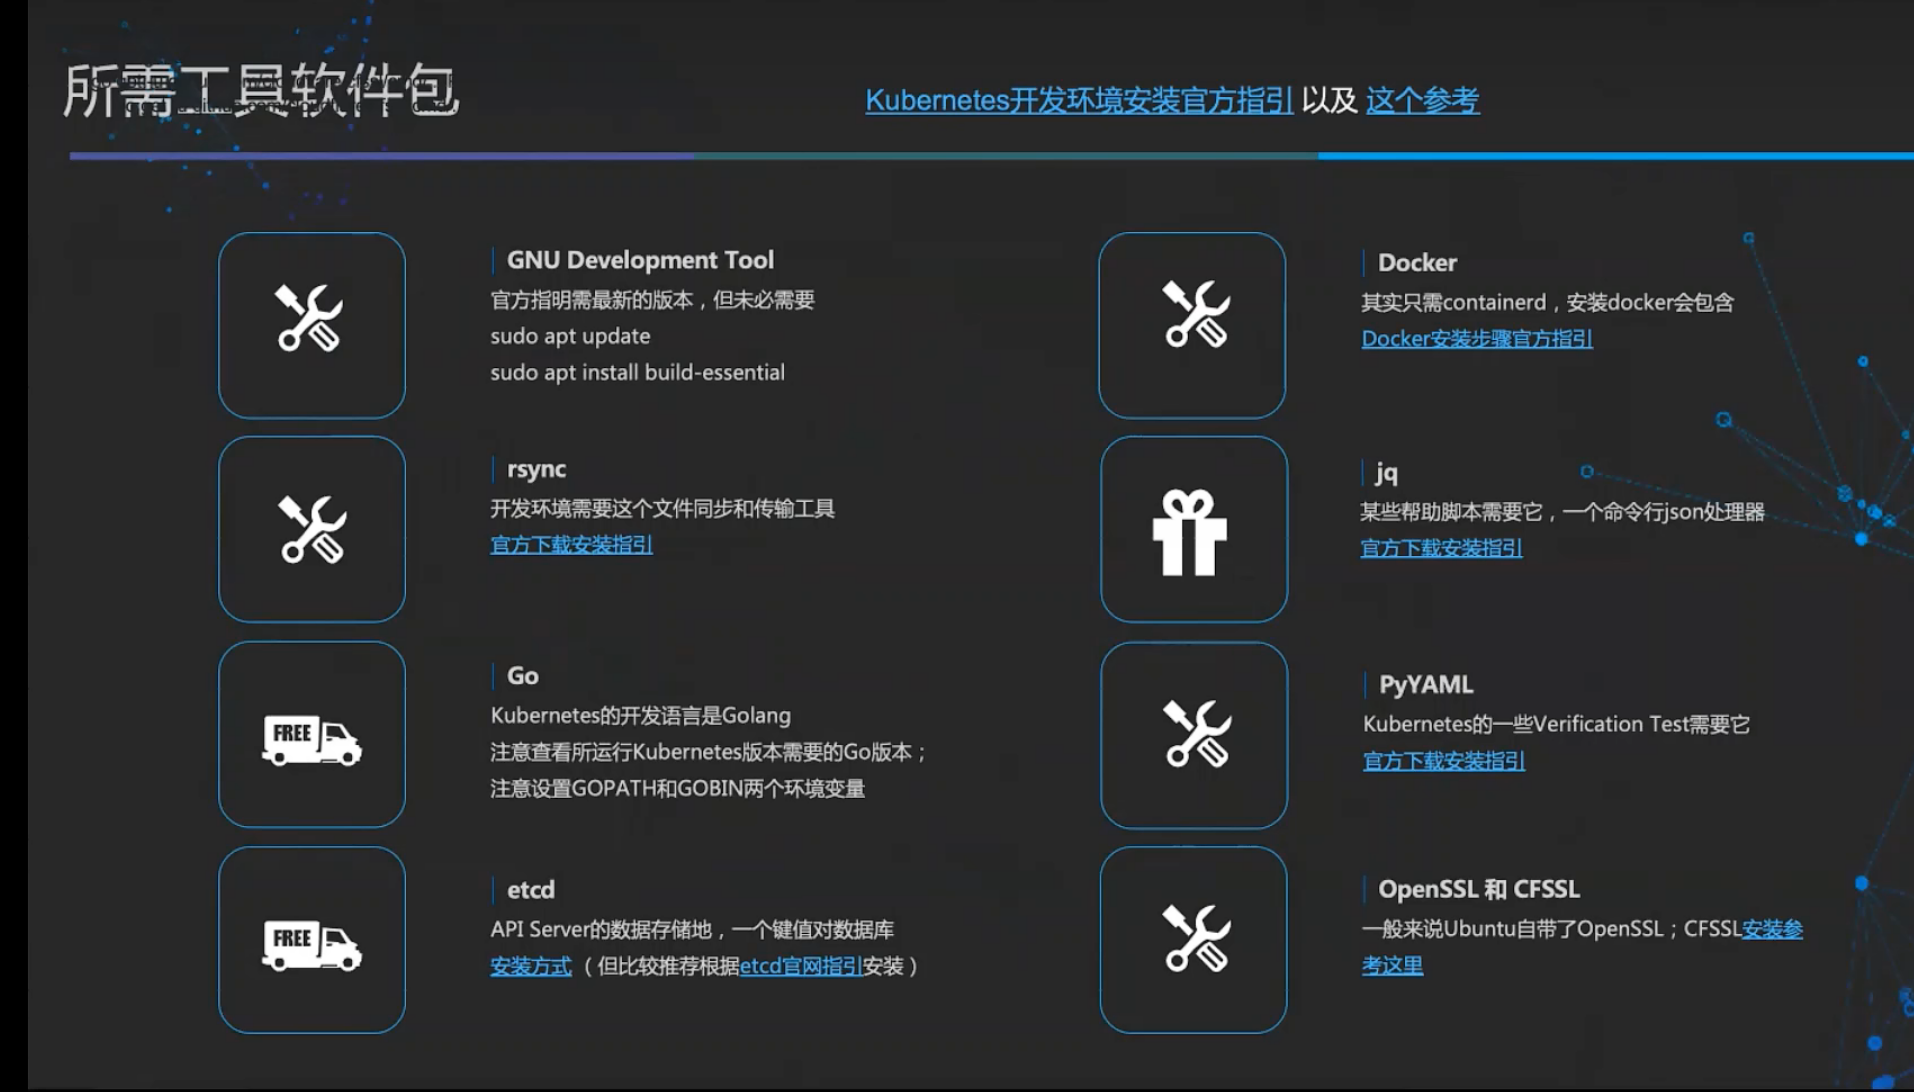 所需工具软件包
Kubernetes开发环境安装官方指引 以及 这个参考
GNU Development Tool
官方指明需最新的版本，但未必需要
sudo apt update
sudo apt install build-essential
Docker
其实只需containerd，安装docker会包含
Docker安装步骤官方指引
rsync
开发环境需要这个文件同步和传输工具
官方下载安装指引
jq
某些帮助脚本需要它，一个命令行json处理器
官方下载安装指引
FREE
Go
Kubernetes的开发语言是Golang
注意查看所运行Kubernetes版本需要的Go版本；
注意设置GOPATH和GOBIN两个环境变量
PyYAML
Kubernetes的一些Verification Test需要它
官方下载安装指引
FREE
etcd
API Server的数据存储地，一个键值对数据库
安装方式（但比较推荐根据etcd官网指引安装）
OpenSSL 和 CFSSL
一般来说Ubuntu自带了OpenSSL；CFSSL安装参
考这里